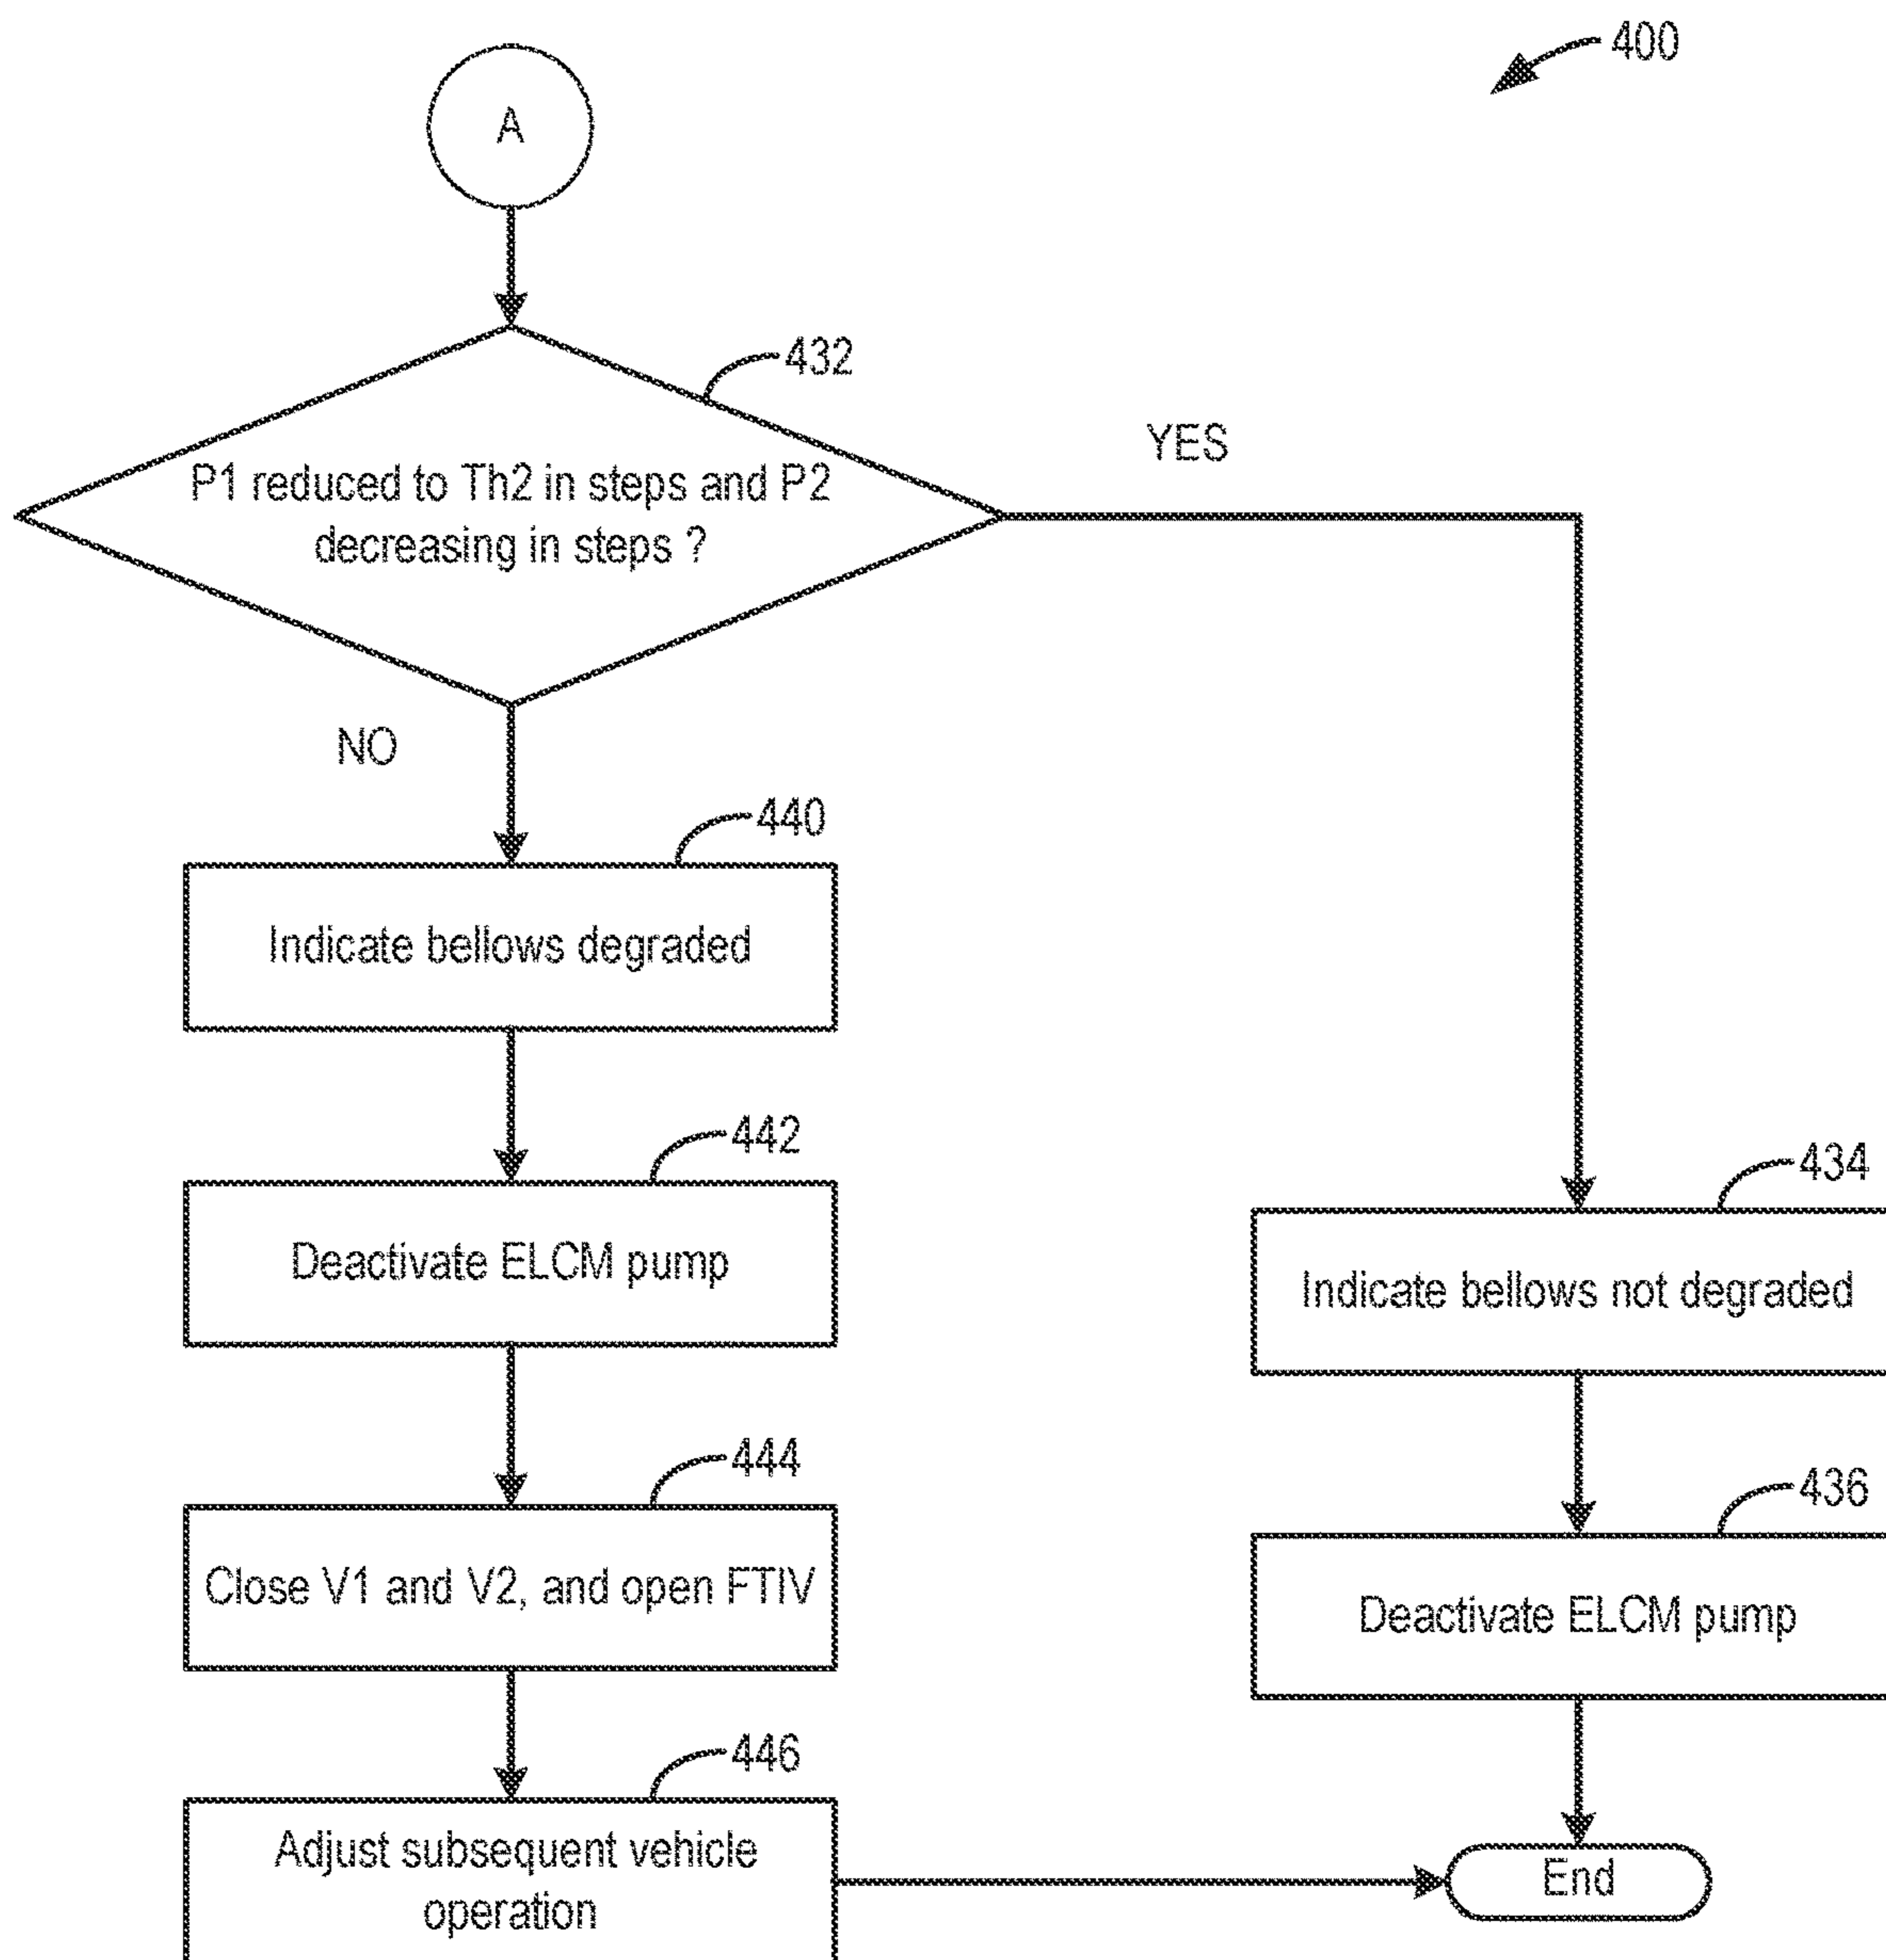 400
A
432
P1 reduced to Th2 in steps and P2
decreasing in steps ?
YES
NO
440
Indicate bellows degraded
442
Deactivate ELCM pump
434
Indicate bellows not degraded
444
Close V1 and V2, and open FTIV
436
Deactivate ELCM pump
446
Adjust subsequent vehicle
operation
End